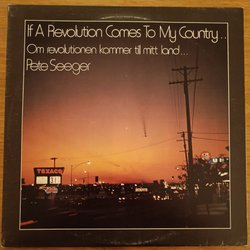 If A Revolution Comes To My Country...
Om revolutionen kommer till mitt land...
Pete Seeger
TEXACO